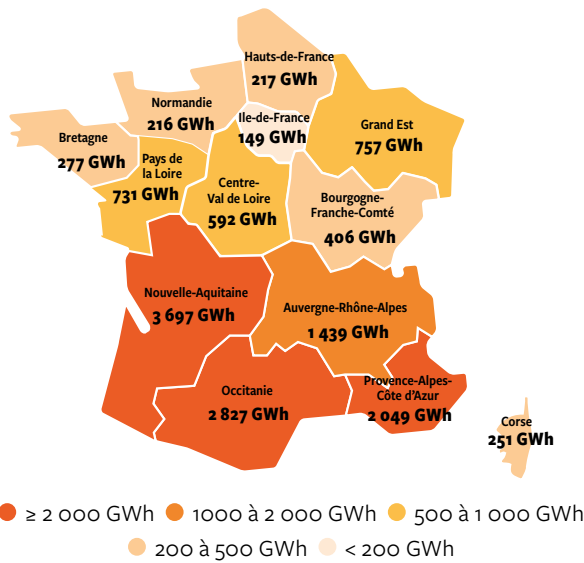 Hauts-de-France
217 GWh
Normandie
216 GWh
Ile-de-France
149 GWh
Grand Est
757 GWh
Bretagne
277 GWh
Pays de
la Loire
731 GWh
Centre-
Val de Loire
592 GWh
Bourgogne-
Franche-Comté
406 GWh
Nouvelle-Aquitaine
3 697 GWh
Auvergne-Rhône-Alpes
1 439 GWh
Occitanie
2 827 GWh
Provence-Alpes-
Côte d'Azur
2 049 GWh
Corse
251 GWh
≥ 2 000 GWh
1000 à 2 000 GWh
500 à 1 000 GWh
200 à 500 GWh
< 200 GWh